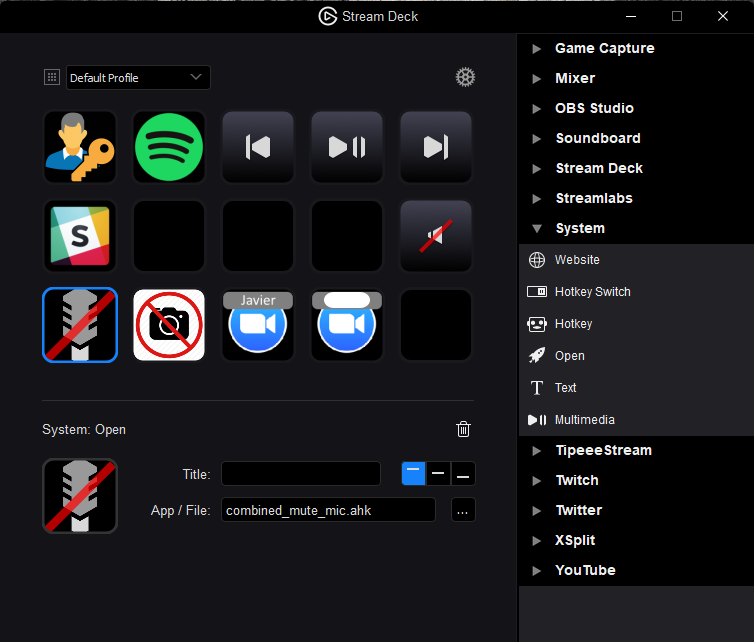 Stream Deck
Default Profile
S
Javier
System: Open
Title:
App / File:
combined_mute_mic.ahk
...
Game Capture
Mixer
OBS Studio
Soundboard
Stream Deck
Streamlabs
System
Website
Hotkey Switch
Hotkey
Open
Text
Multimedia
TipeeeStream
Twitch
Twitter
XSplit
YouTube